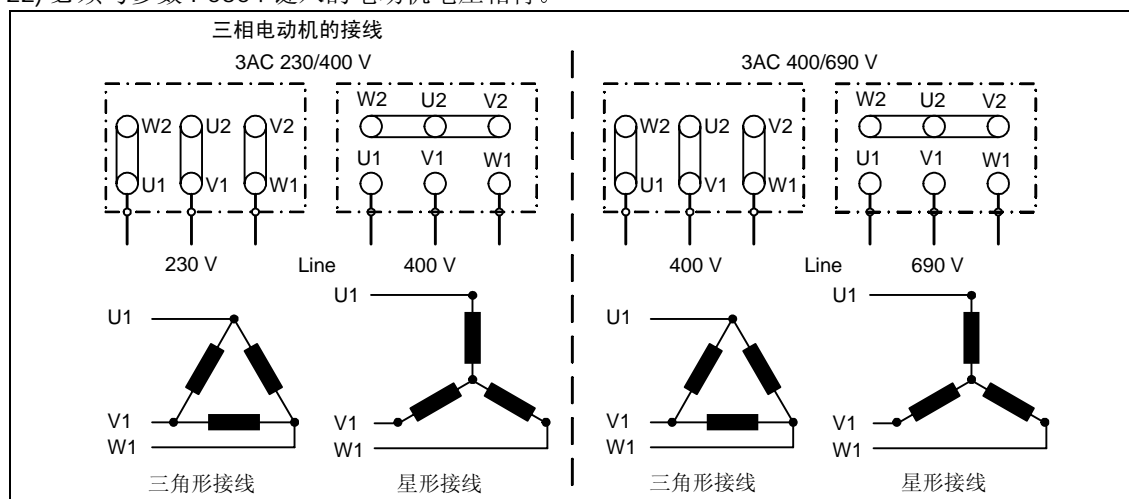 三相电动机的接线
3AC 230/400 V
3AC 400/690 V
W2 U2 V2
W2 U2 V2
U1 V1 W1
U1 V1 W1
W2 U2 V2
W2 U2 V2
U1 V1 W1
U1 V1 W1
230 V Line 400 V
400 V Line 690 V
U1
U1
V1
W1
V1
W1
三角形接线
星形接线
U1
U1
V1
W1
V1
W1
三角形接线
星形接线